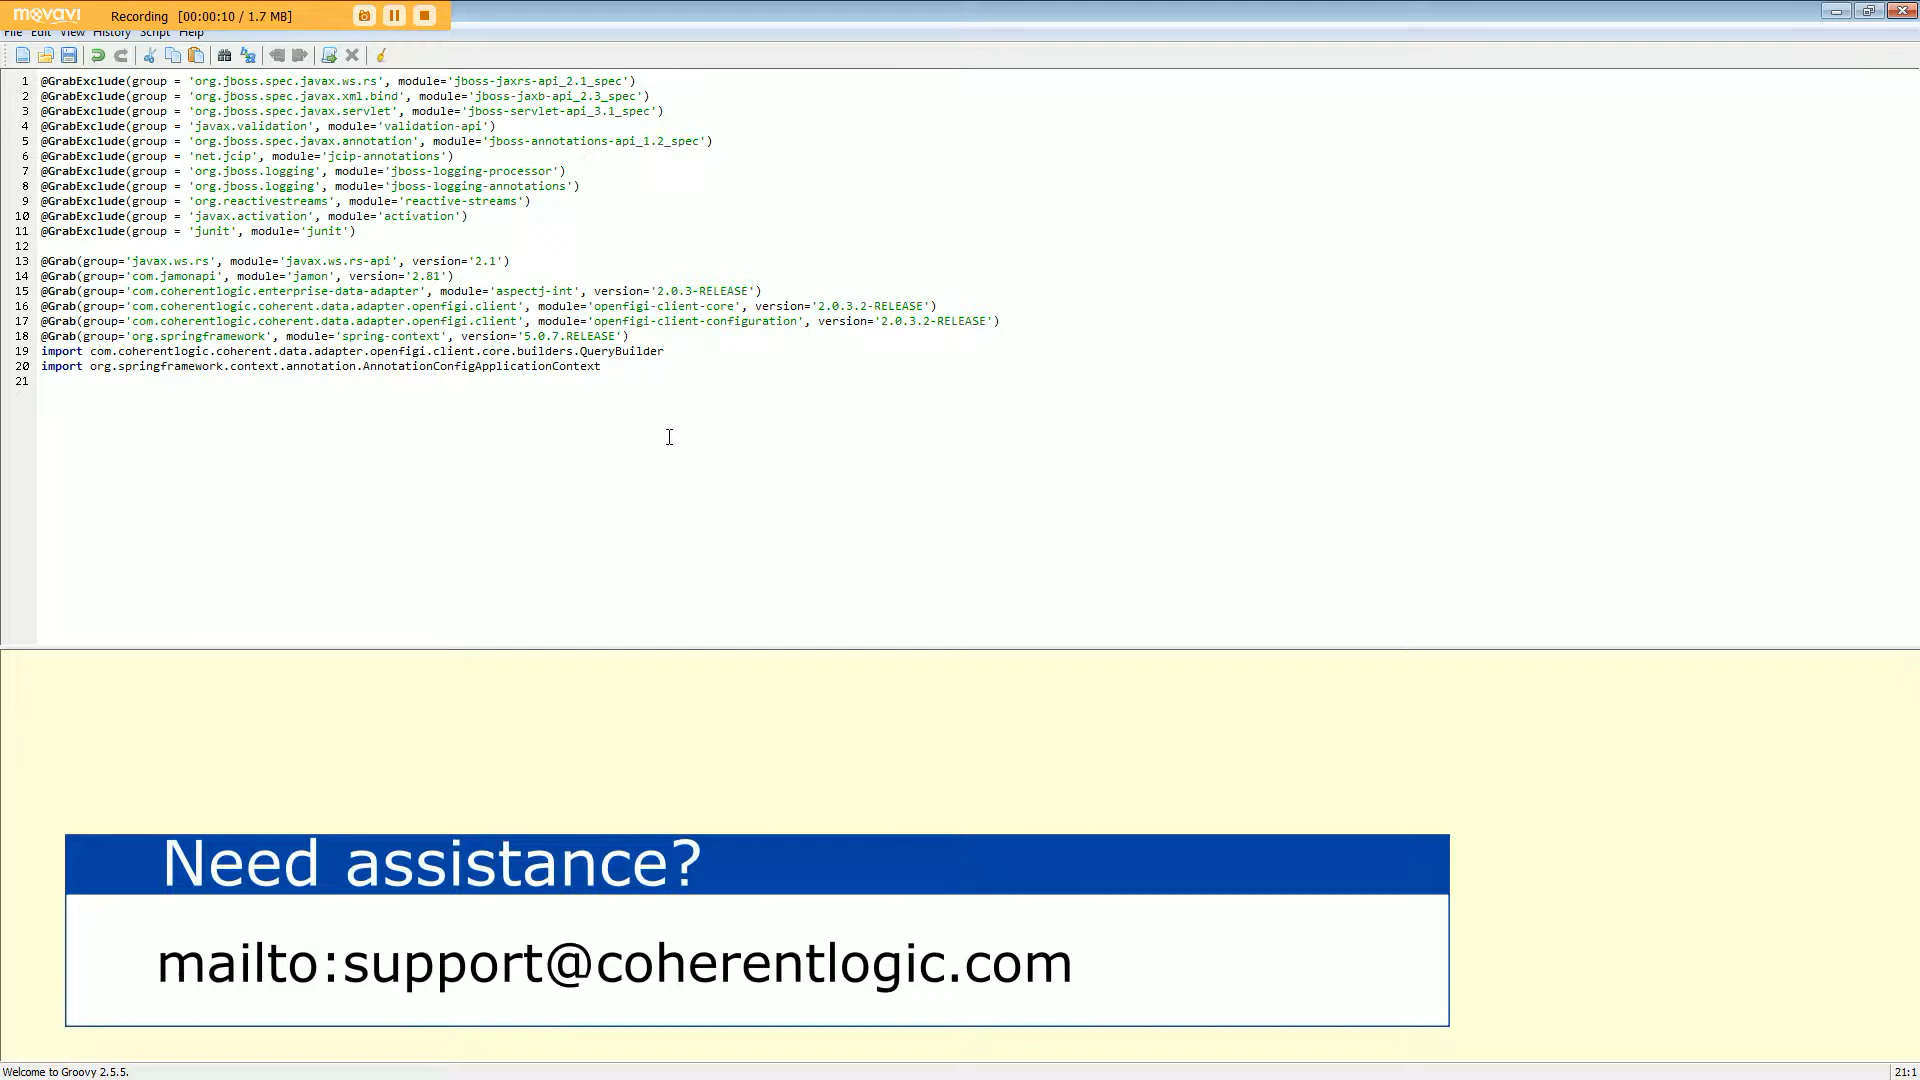 movavi Recording [00:00:10 / 1.7 MB]
File Edit View History Script Help
1 @GrabExclude(group = 'org.jboss.spec.javax.ws.rs', module='jboss-jaxrs-api_2.1_spec')
2 @GrabExclude(group = 'org.jboss.spec.javax.xml.bind', module='jboss-jaxb-api_2.3_spec')
3 @GrabExclude(group = 'org.jboss.spec.javax.servlet', module='jboss-servlet-api_3.1_spec')
4 @GrabExclude(group = 'javax.validation', module='validation-api')
5 @GrabExclude(group = 'org.jboss.spec.javax.annotation', module='jboss-annotations-api_1.2_spec')
6 @GrabExclude(group = 'net.jcip', module='jcip-annotations')
7 @GrabExclude(group = 'org.jboss.logging', module='jboss-logging-processor')
8 @GrabExclude(group = 'org.jboss.logging', module='jboss-logging-annotations')
9 @GrabExclude(group = 'org.reactivestreams', module='reactive-streams')
10 @GrabExclude(group = 'javax.activation', module='activation')
11 @GrabExclude(group = 'junit', module='junit')
12
13 @Grab(group='javax.ws.rs', module='javax.ws.rs-api', version='2.1')
14 @Grab(group='com.jamonapi', module='jamon', version='2.81')
15 @Grab(group='com.coherentlogic.enterprise-data-adapter', module='aspectj-int', version='2.0.3-RELEASE')
16 @Grab(group='com.coherentlogic.coherent.data.adapter.openfigi.client', module='openfigi-client-core', version='2.0.3.2-RELEASE')
17 @Grab(group='com.coherentlogic.coherent.data.adapter.openfigi.client', module='openfigi-client-configuration', version='2.0.3.2-RELEASE')
18 @Grab(group='org.springframework', module='spring-context', version='5.0.7.RELEASE')
19 import com.coherentlogic.coherent.data.adapter.openfigi.client.core.builders.QueryBuilder
20 import org.springframework.context.annotation.AnnotationConfigApplicationContext
21
Need assistance?
mailto:support@coherentlogic.com
Welcome to Groovy 2.5.5. 21:1